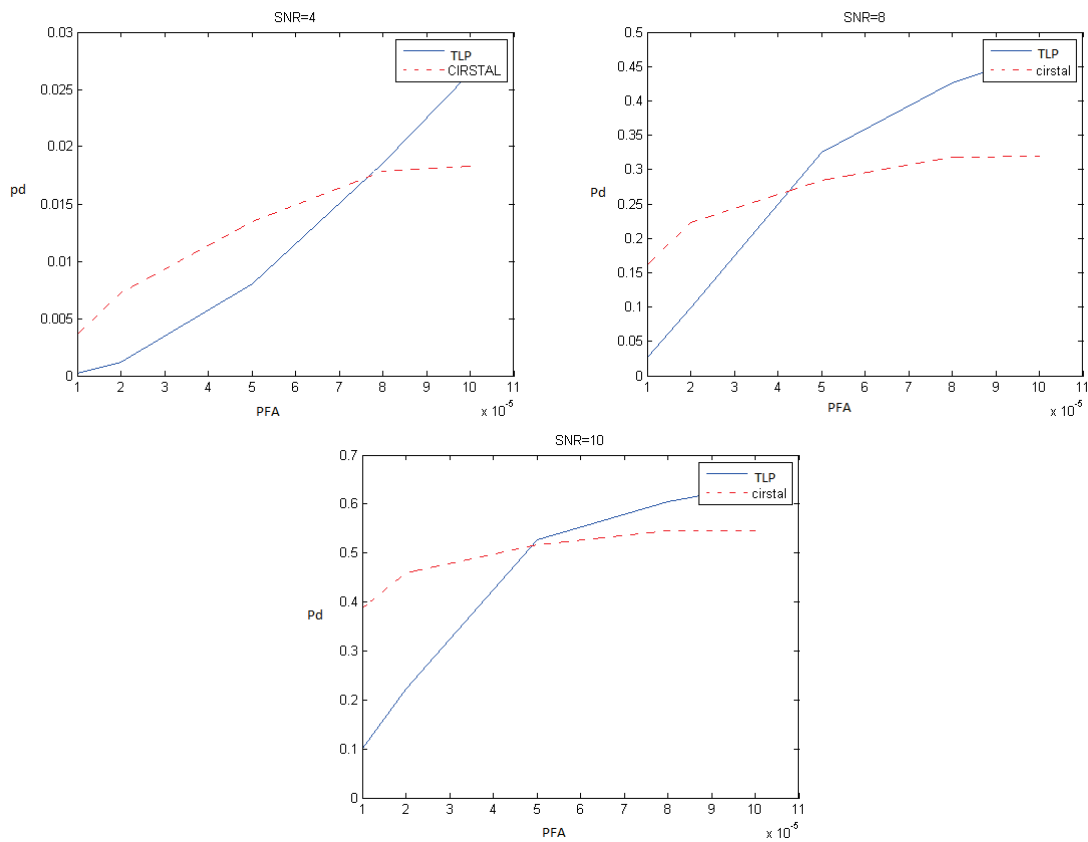 SNR=4
0.03
0.025
0.02
0.015
0.01
0.005
0
pd
TLP
CIRSTAL
1 2 3 4 5 6 7 8 9 10 11
x 10-5
PFA
SNR=8
0.5
0.45
0.4
0.35
0.3
0.25
0.2
0.15
0.1
0.05
0
Pd
TLP
cirstal
1 2 3 4 5 6 7 8 9 10 11
x 10-5
PFA
SNR=10
0.7
0.6
0.5
0.4
0.3
0.2
0.1
0
Pd
TLP
cirstal
1 2 3 4 5 6 7 8 9 10 11
x 10-5
PFA